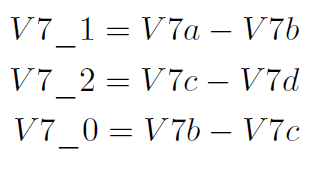 V7_1 = V7a − V7b
V7_2 = V7c − V7d
V7_0 = V7b − V7c